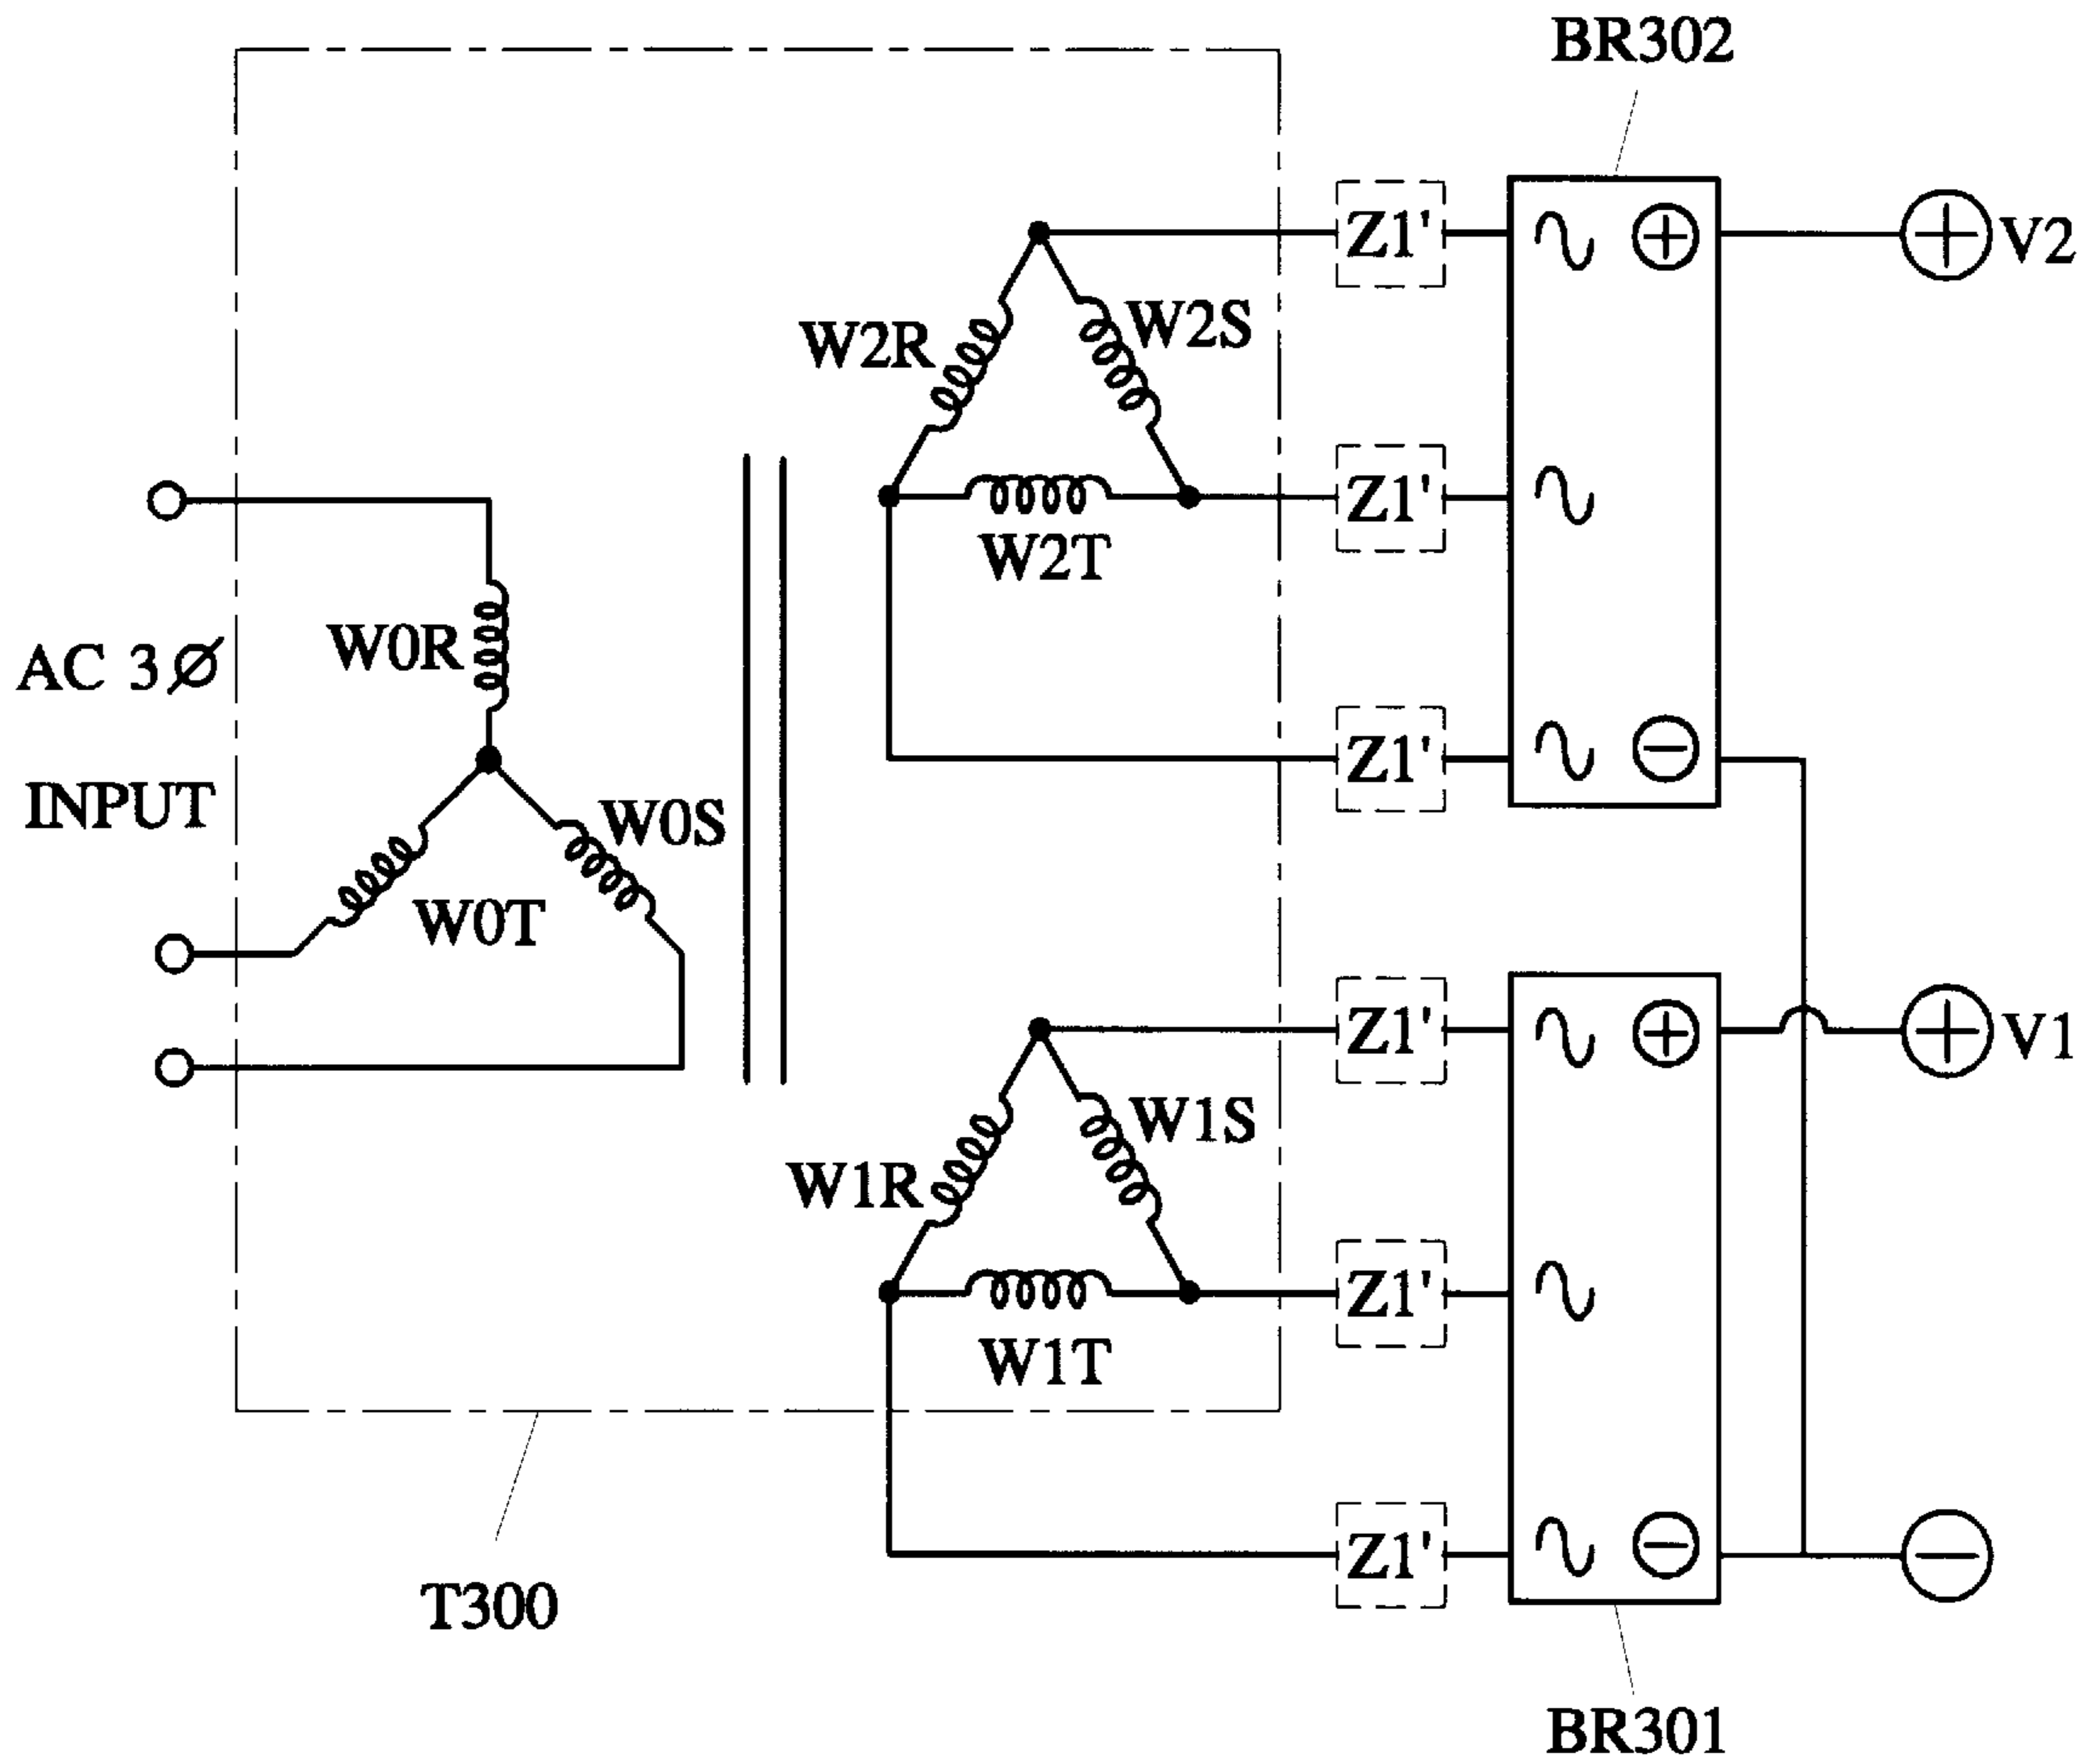 BR302
Z1'
V2
W2R
W2S
Z1'
W2T
W0R
AC 3∅
Z1'
INPUT
W0S
W0T
Z1'
V1
W1S
W1R
Z1'
W1T
Z1'
T300
BR301